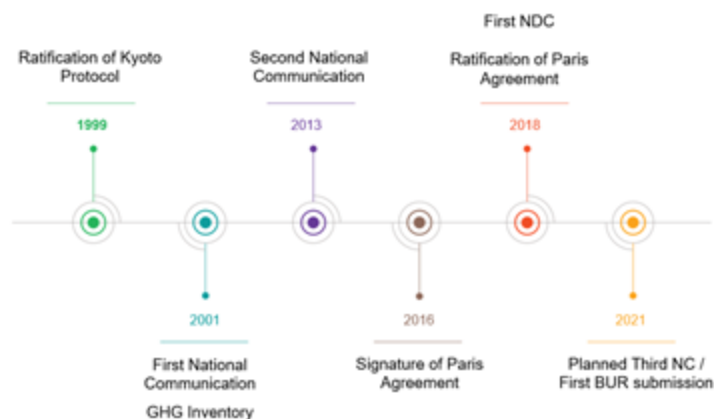 First NDC
Ratification of Kyoto
Protocol
1999
Second National
Communication
2013
Ratification of Paris
Agreement
2018
2001
First National
Communication
GHG Inventory
2016
Signature of Paris
Agreement
2021
Planned Third NC /
First BUR submission